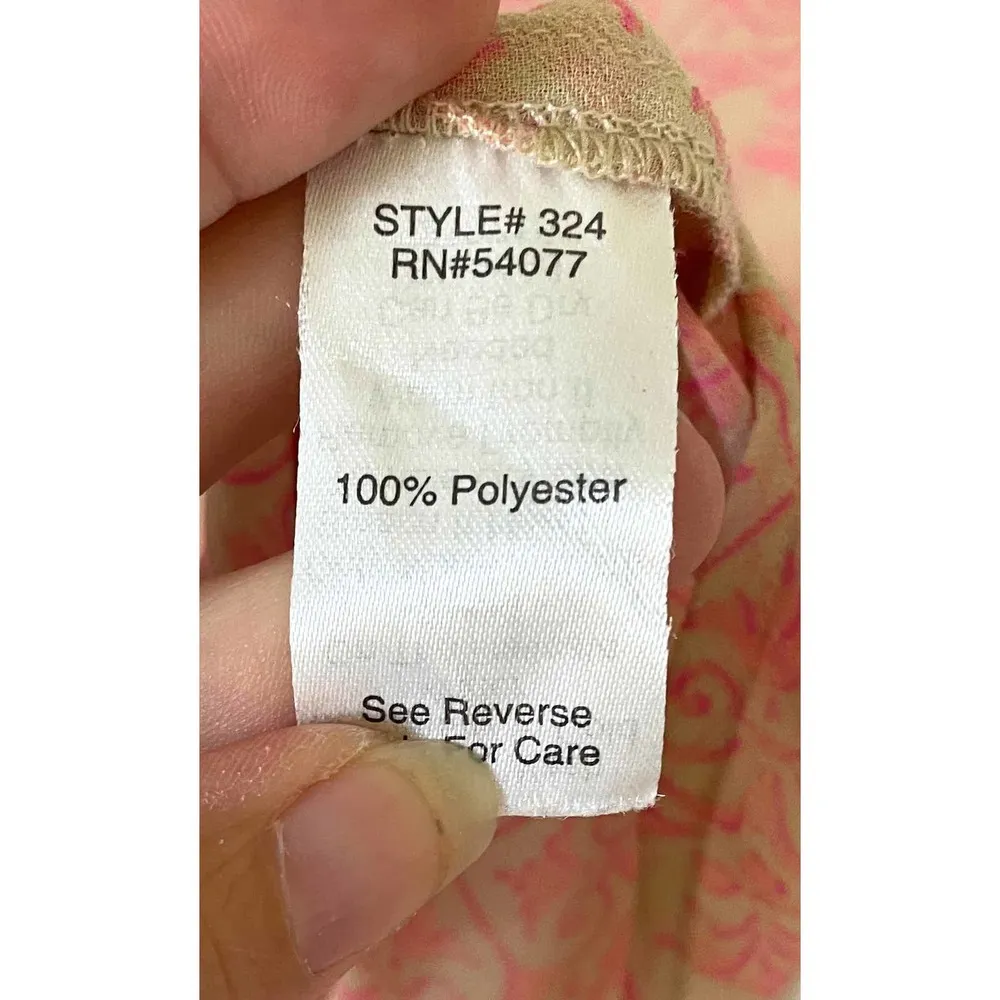 STYLE# 324
RN#54077
100% Polyester
See Reverse
For Care